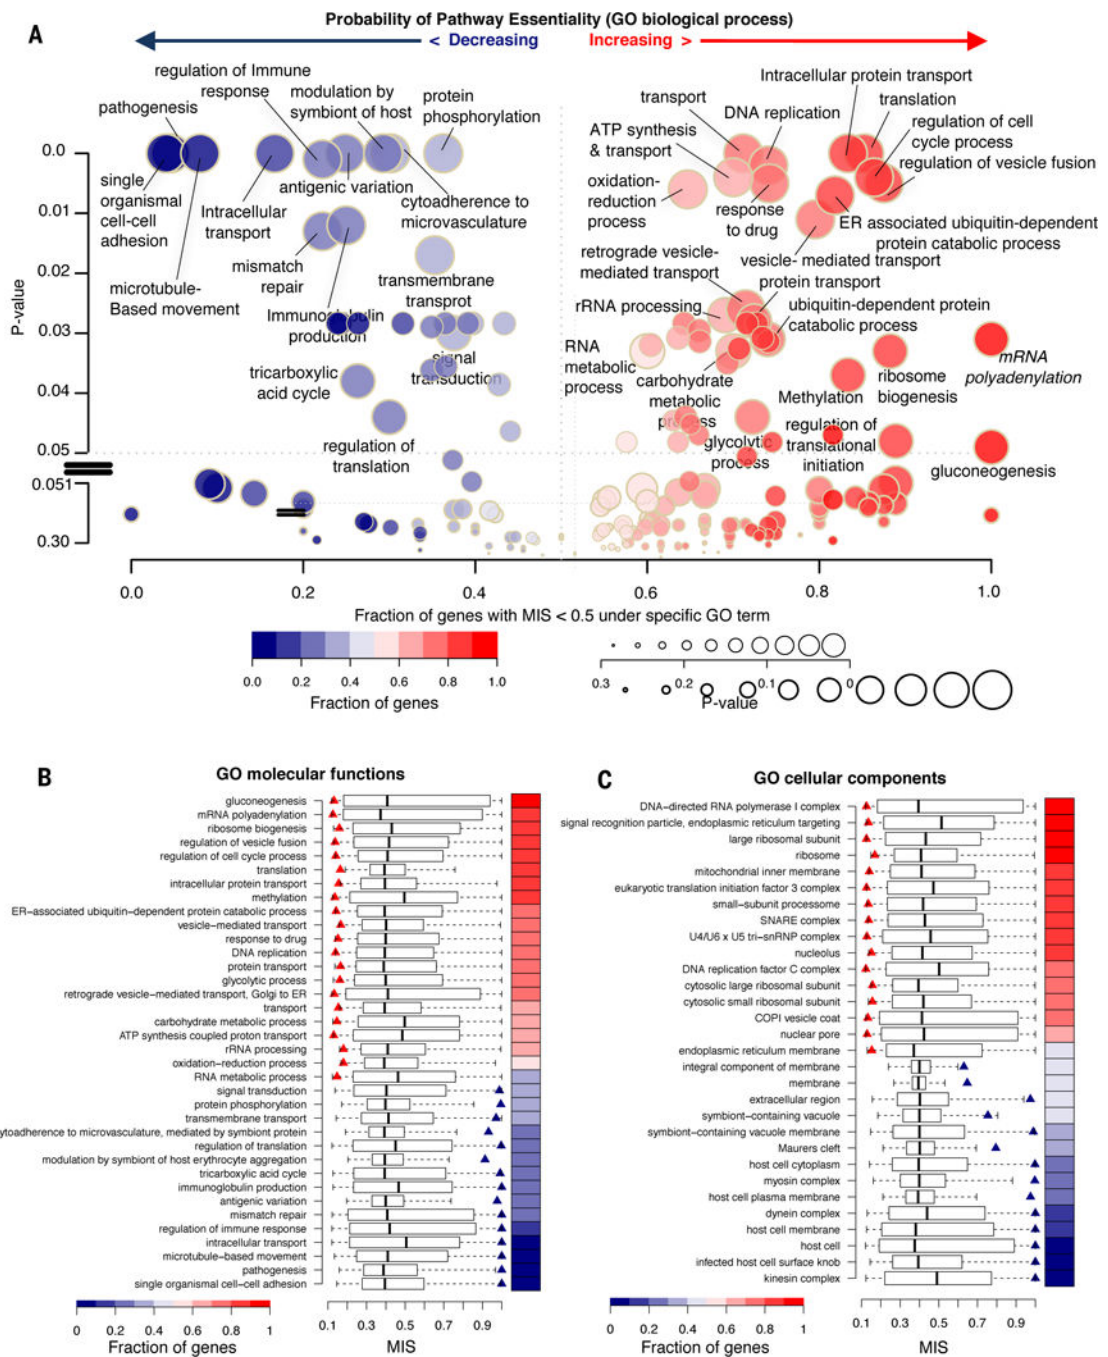 A
Probability of Pathway Essentiality (GO biological process)
< Decreasing
Increasing >
regulation of Immune
response
pathogenesis
modulation by
symbiont of host
protein
phosphorylation
single
organismal
cell-cell
adhesion
Intracellular
transport
antigenic variation
cytoadherence to
microvasculature
microtubule-
Based movement
mismatch
repair
transmembrane
transprot
Immunoglobulin
production
signal
transduction
tricarboxylic
acid cycle
regulation of
translation
Intracellular protein transport
transport
DNA replication
translation
ATP synthesis
& transport
regulation of cell
cycle process
regulation of vesicle fusion
oxidation-
reduction
process
response
to drug
ER associated ubiquitin-dependent
protein catabolic process
retrograde vesicle-
mediated transport
vesicle- mediated transport
protein transport
rRNA processing
ubiquitin-dependent protein
catabolic process
RNA
metabolic
process
carbohydrate
metabolic
process
mRNA
polyadenylation
Methylation
ribosome
biogenesis
glycolytic
process
regulation of
translational
initiation
gluconeogenesis
P-value
0.0
0.01
0.02
0.03
0.04
0.05
0.051
0.30
0.0 0.2 0.4 0.6 0.8 1.0
Fraction of genes with MIS < 0.5 under specific GO term
0.0 0.2 0.4 0.6 0.8 1.0
Fraction of genes
0.3 0.2 0.1 0
P-value
B
GO molecular functions
gluconeogenesis
mRNA polyadenylation
ribosome biogenesis
regulation of vesicle fusion
regulation of cell cycle process
translation
intracellular protein transport
methylation
ER−associated ubiquitin−dependent protein catabolic process
vesicle−mediated transport
response to drug
DNA replication
protein transport
glycolytic process
retrograde vesicle−mediated transport, Golgi to ER
transport
carbohydrate metabolic process
ATP synthesis coupled proton transport
rRNA processing
oxidation−reduction process
RNA metabolic process
signal transduction
protein phosphorylation
transmembrane transport
ytoadherence to microvasculature, mediated by symbiont protein
regulation of translation
modulation by symbiont of host erythrocyte aggregation
tricarboxylic acid cycle
immunoglobulin production
antigenic variation
mismatch repair
regulation of immune response
intracellular transport
microtubule−based movement
pathogenesis
single organismal cell−cell adhesion
0 0.2 0.4 0.6 0.8 1
Fraction of genes
0.1 0.3 0.5 0.7 0.9
MIS
C
GO cellular components
DNA−directed RNA polymerase I complex
signal recognition particle, endoplasmic reticulum targeting
large ribosomal subunit
ribosome
mitochondrial inner membrane
eukaryotic translation initiation factor 3 complex
small−subunit processome
SNARE complex
U4/U6 x U5 tri−snRNP complex
nucleolus
DNA replication factor C complex
cytosolic large ribosomal subunit
cytosolic small ribosomal subunit
COPI vesicle coat
nuclear pore
endoplasmic reticulum membrane
integral component of membrane
membrane
extracellular region
symbiont−containing vacuole
symbiont−containing vacuole membrane
Maurers cleft
host cell cytoplasm
myosin complex
host cell plasma membrane
dynein complex
host cell membrane
host cell
infected host cell surface knob
kinesin complex
0 0.2 0.4 0.6 0.8 1
Fraction of genes
0.1 0.3 0.5 0.7 0.9
MIS